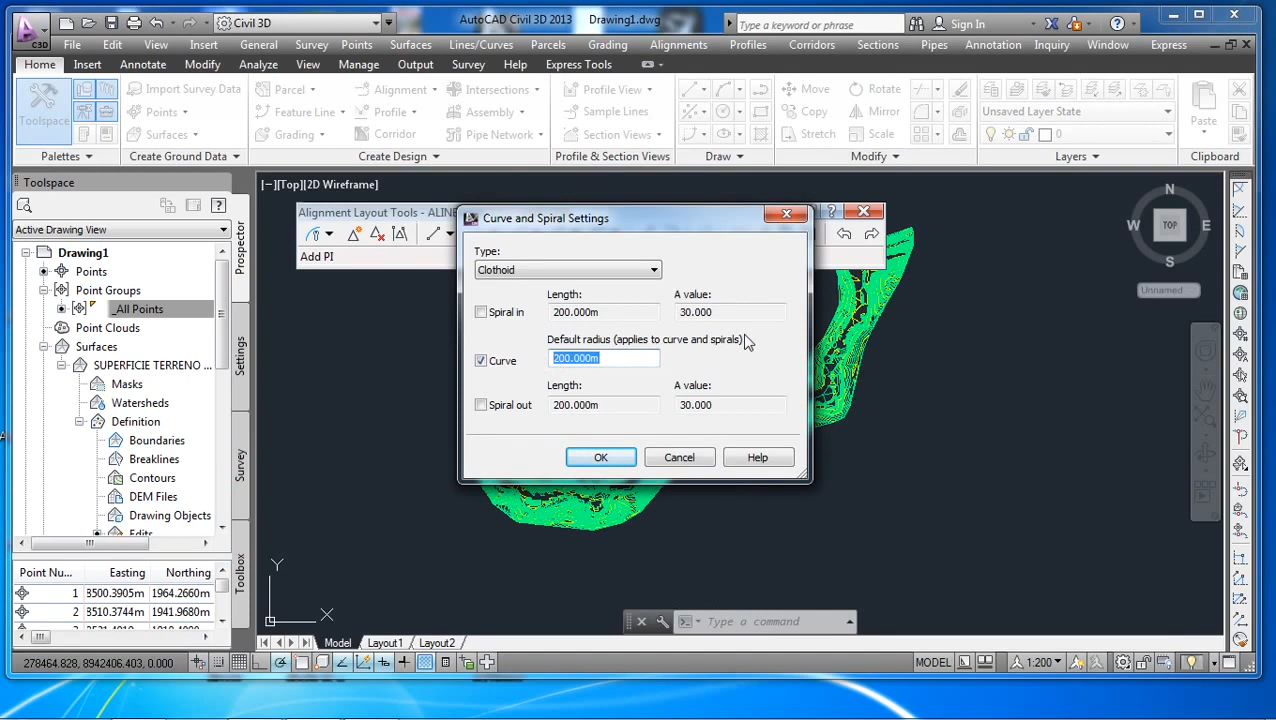 Civil 3D
AutoCAD Civil 3D 2013 Drawing1.dwg
Type a keyword or phrase
Sign In
C3D
File Edit View Insert General Survey Points Surfaces Lines/Curves Parcels Grading Alignments Profiles Corridors Sections Pipes Annotation Inquiry Window Express
Home Insert Annotate Modify Analyze View Manage Output Survey Help Express Tools
Toolspace
Import Survey Data
Points
Surfaces
Parcel
Feature Line
Grading
Alignment
Profile
Corridor
Intersections
Assembly
Pipe Network
Profile View
Sample Lines
Section Views
Move
Copy
Stretch
Rotate
Mirror
Scale
Unsaved Layer State
0
Paste
Palettes
Create Ground Data
Create Design
Profile & Section Views
Draw
Modify
Layers
Clipboard
Toolspace
Active Drawing View
Drawing1
Points
Point Groups
_All Points
Point Clouds
Surfaces
SUPERFICIE TERRENO ...
Masks
Watersheds
Definition
Boundaries
Breaklines
Contours
DEM Files
Drawing Objects
Edits
Prospector
Settings
Survey
Toolbox
Point Nu... Easting Northing
1 3500.3905m 1964.2660m
2 3510.3744m 1941.9680m
[−][Top][2D Wireframe]
Alignment Layout Tools - ALINE
Add PI
Curve and Spiral Settings
Type:
Clothoid
Length: A value:
Spiral in 200.000m 30.000
Default radius (applies to curve and spirals)
Curve 200.000m
Length: A value:
Spiral out 200.000m 30.000
OK Cancel Help
N
W TOP E
S
Unnamed
Y
X
Type a command
Model Layout1 Layout2
278464.828, 8942406.403, 0.000
MODEL
1:200